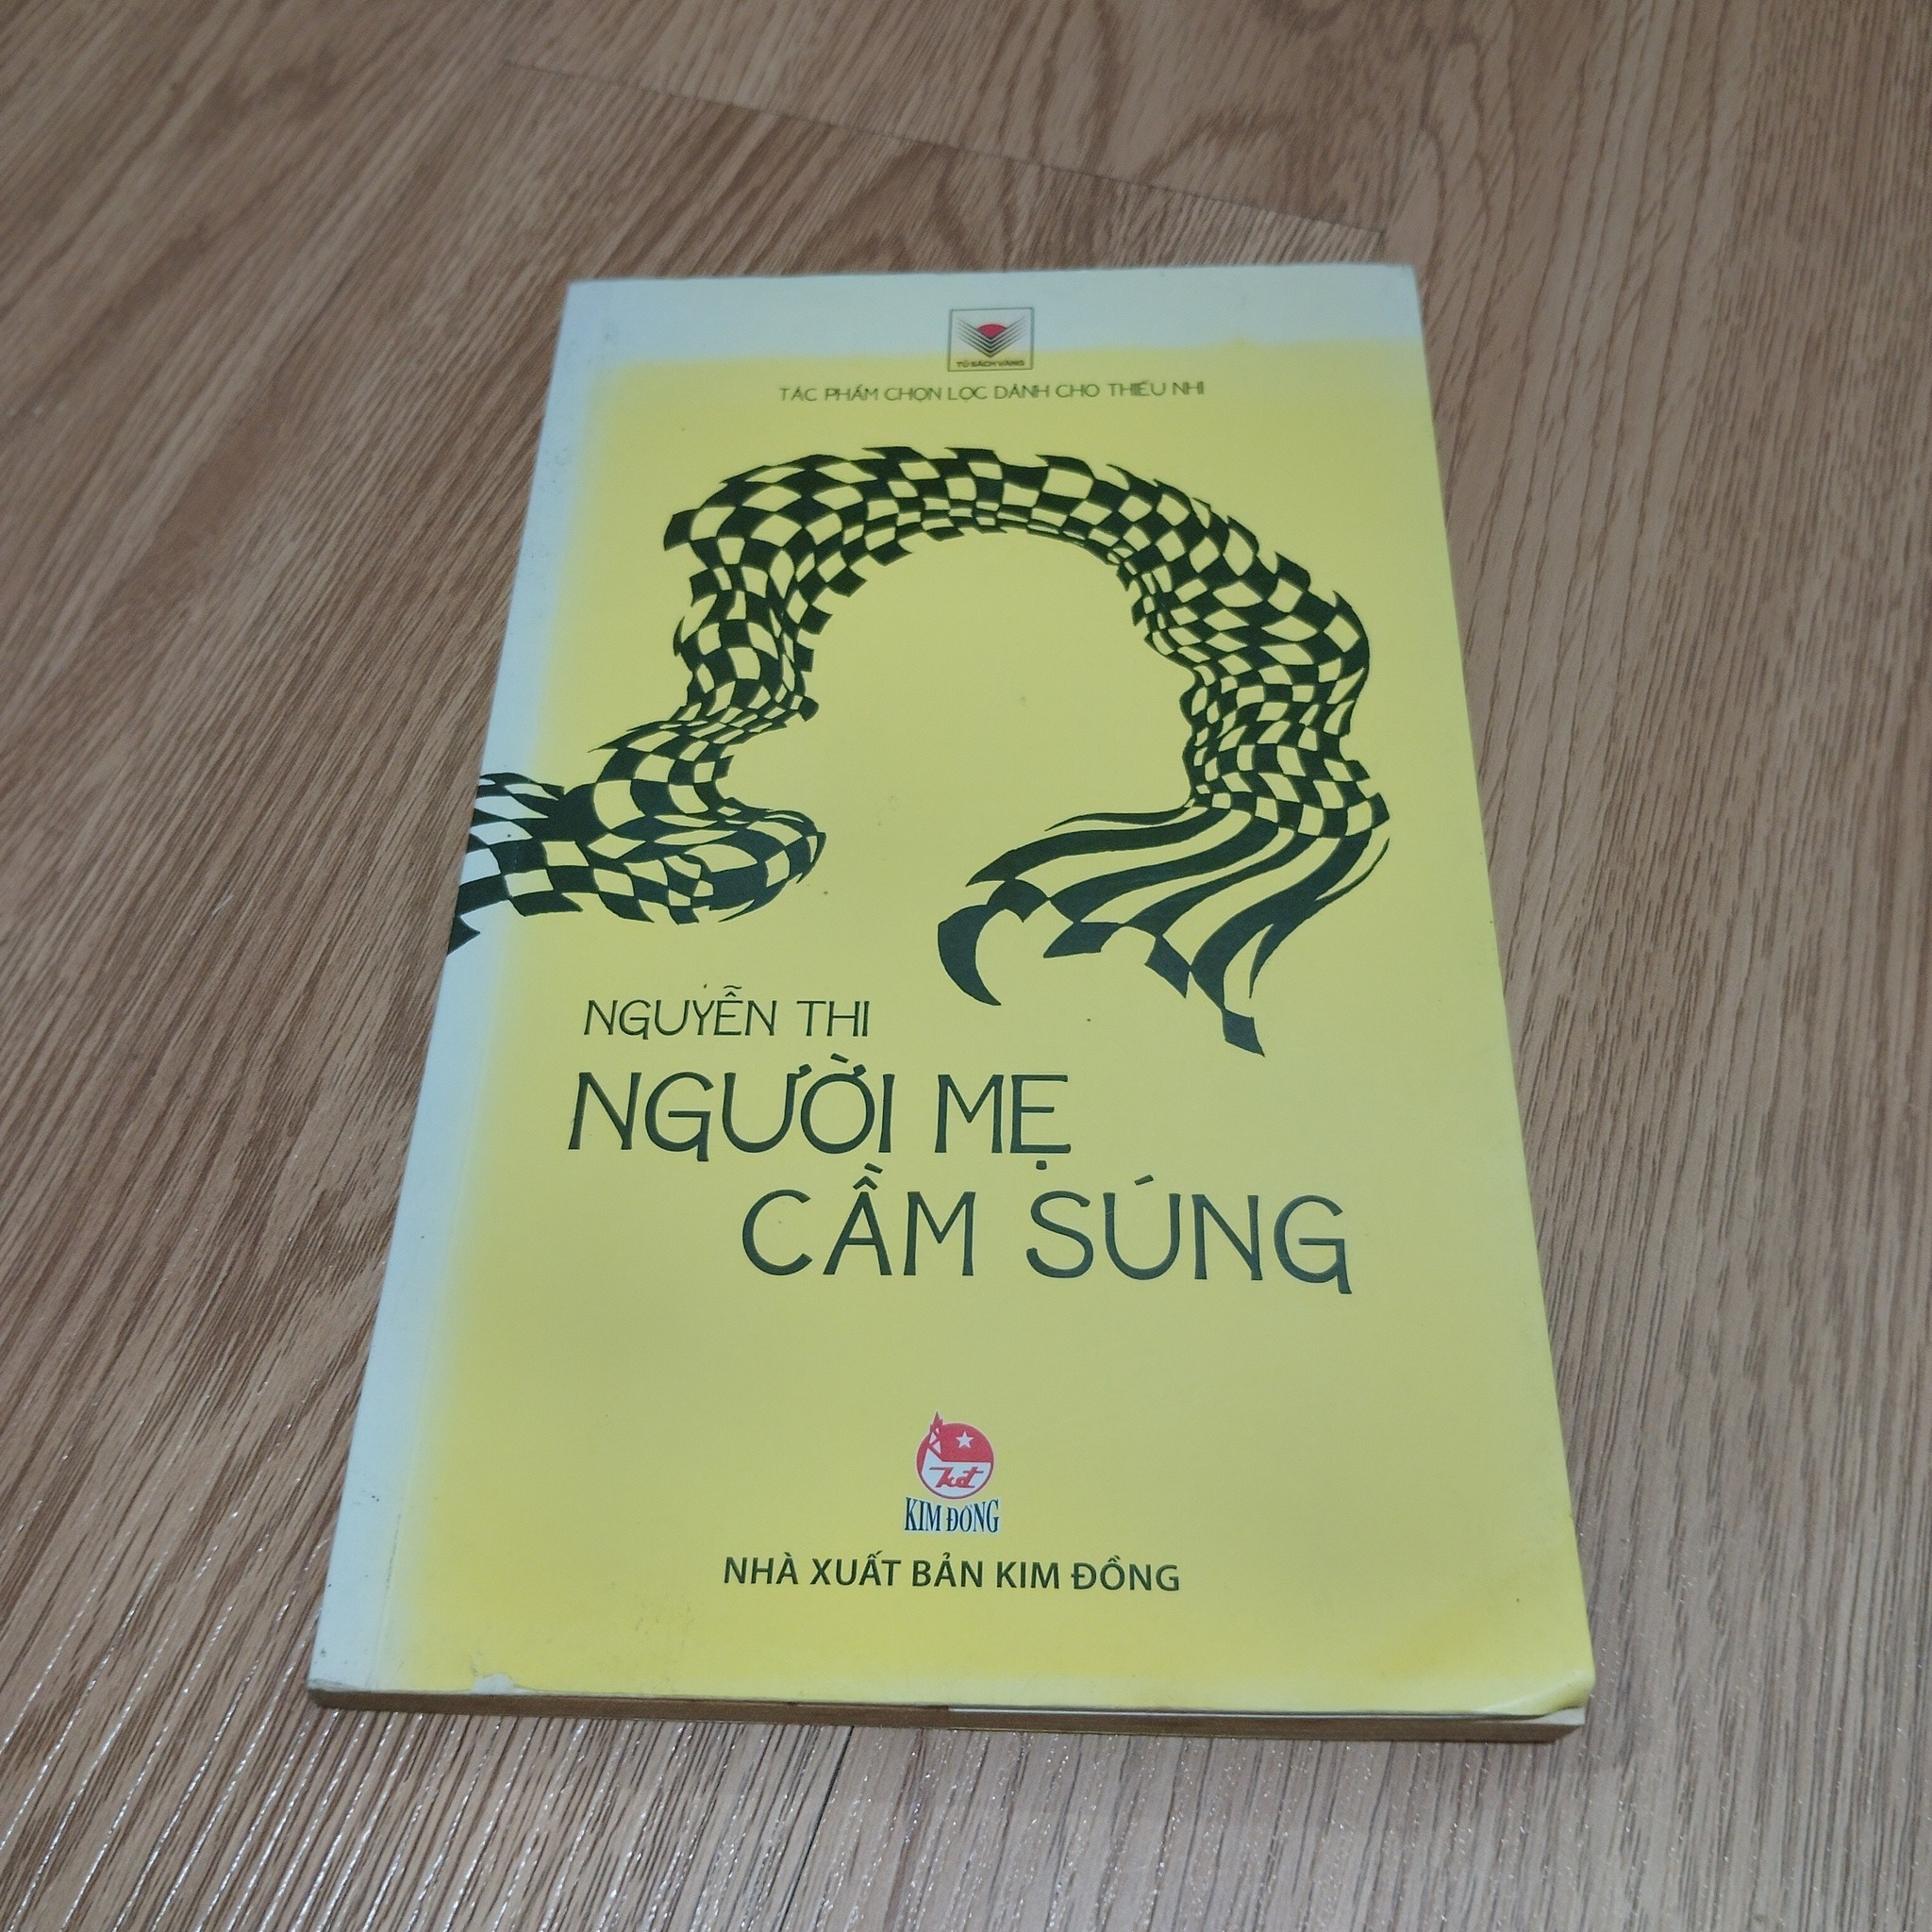 TỦ SÁCH VÀNG
TÁC PHẨM CHỌN LỌC DÀNH CHO THIẾU NHI
NGUYỄN THI
NGƯỜI MẸ
CẦM SÚNG
Kđ
KIM ĐỒNG
NHÀ XUẤT BẢN KIM ĐỒNG